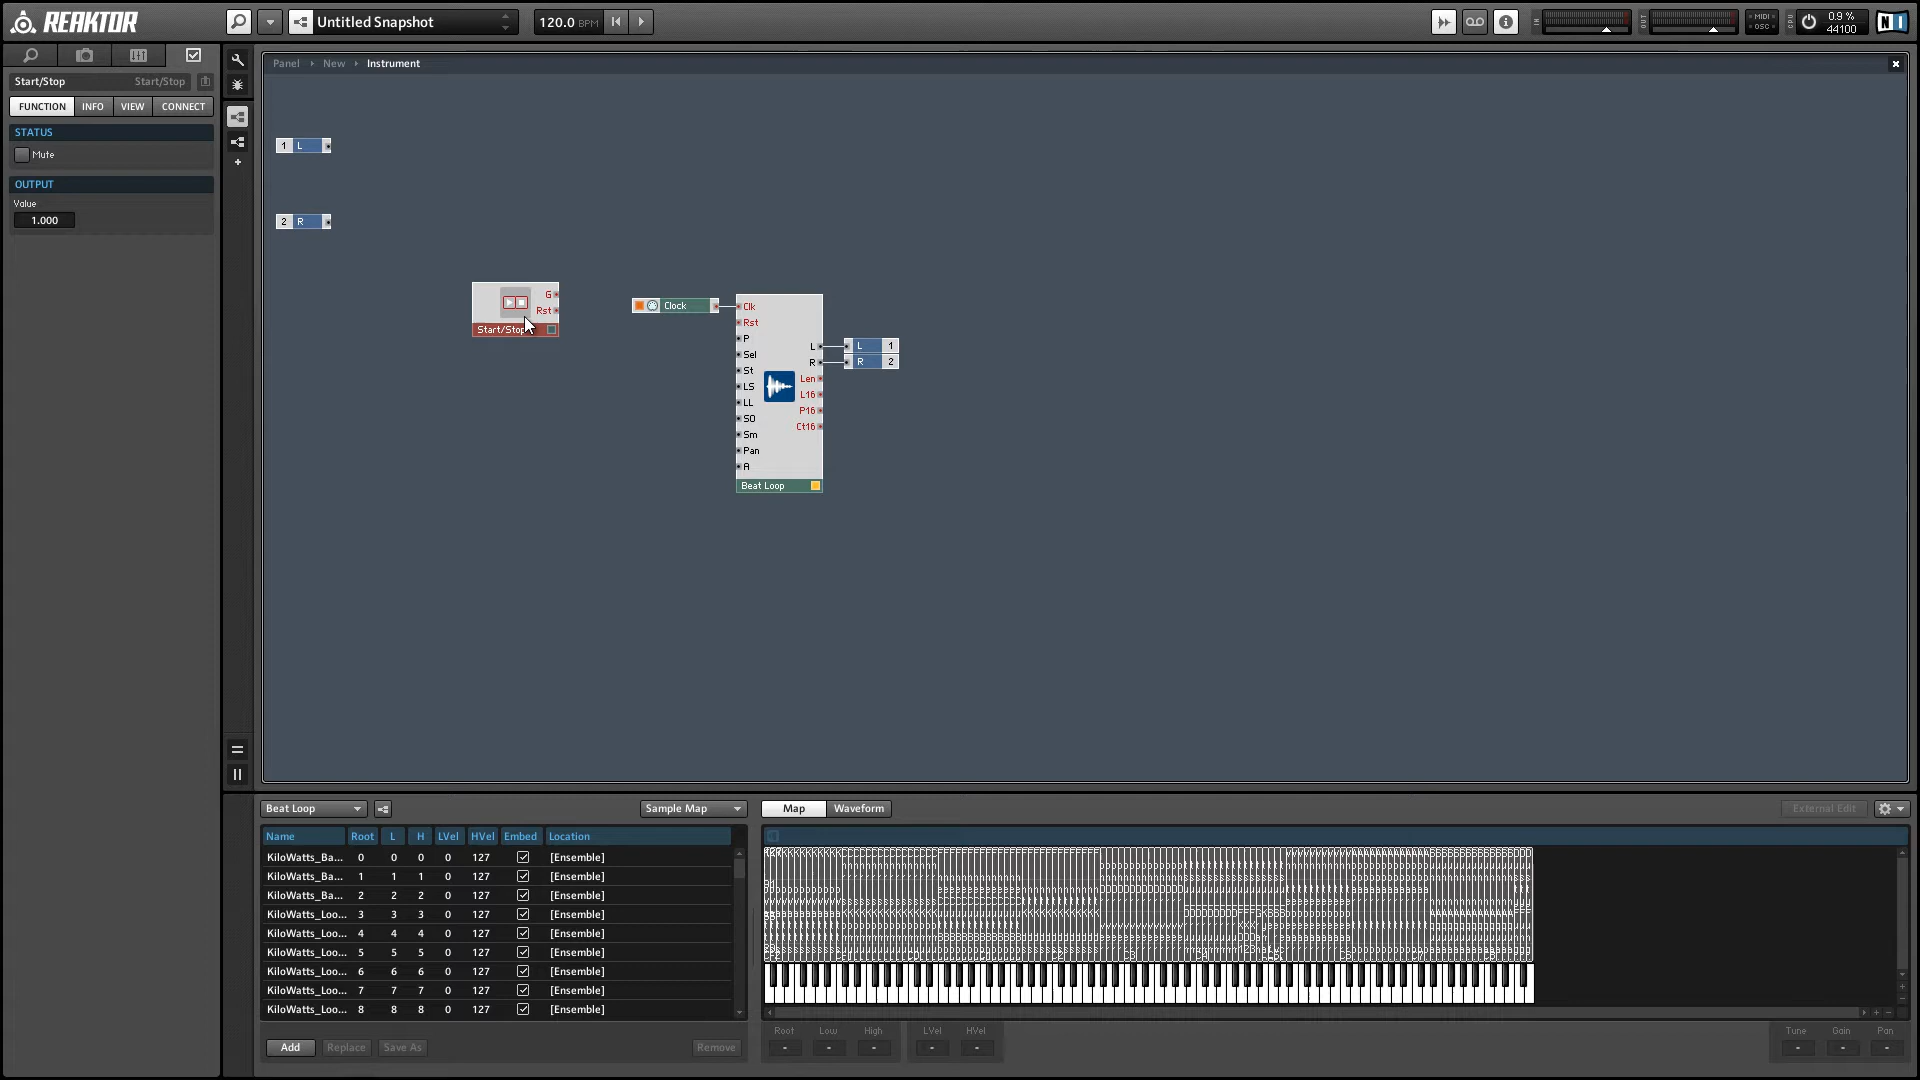 REAKTOR
Untitled Snapshot
120.0 BPM
IN
OUT
MIDI
OSC
CPU
0.9 %
44100
NI
Start/Stop Start/Stop
FUNCTION INFO VIEW CONNECT
STATUS
Mute
OUTPUT
Value
1.000
Panel New Instrument
1 L
2 R
G
Rst
Start/Stop
Clock
Clk
Rst
P
Sel
St
LS
LL
SO
Sm
Pan
A
L
R
Len
L16
P16
Ct16
Beat Loop
L 1
R 2
Beat Loop
Sample Map
Map Waveform
External Edit
Name Root L H LVel HVel Embed Location
KiloWatts_Ba... 0 0 0 0 127 [Ensemble]
KiloWatts_Ba... 1 1 1 0 127 [Ensemble]
KiloWatts_Ba... 2 2 2 0 127 [Ensemble]
KiloWatts_Loo... 3 3 3 0 127 [Ensemble]
KiloWatts_Loo... 4 4 4 0 127 [Ensemble]
KiloWatts_Loo... 5 5 5 0 127 [Ensemble]
KiloWatts_Loo... 6 6 6 0 127 [Ensemble]
KiloWatts_Loo... 7 7 7 0 127 [Ensemble]
KiloWatts_Loo... 8 8 8 0 127 [Ensemble]
Add Replace Save As Remove
Root Low High LVel HVel Tune Gain Pan
- - - - - - - -